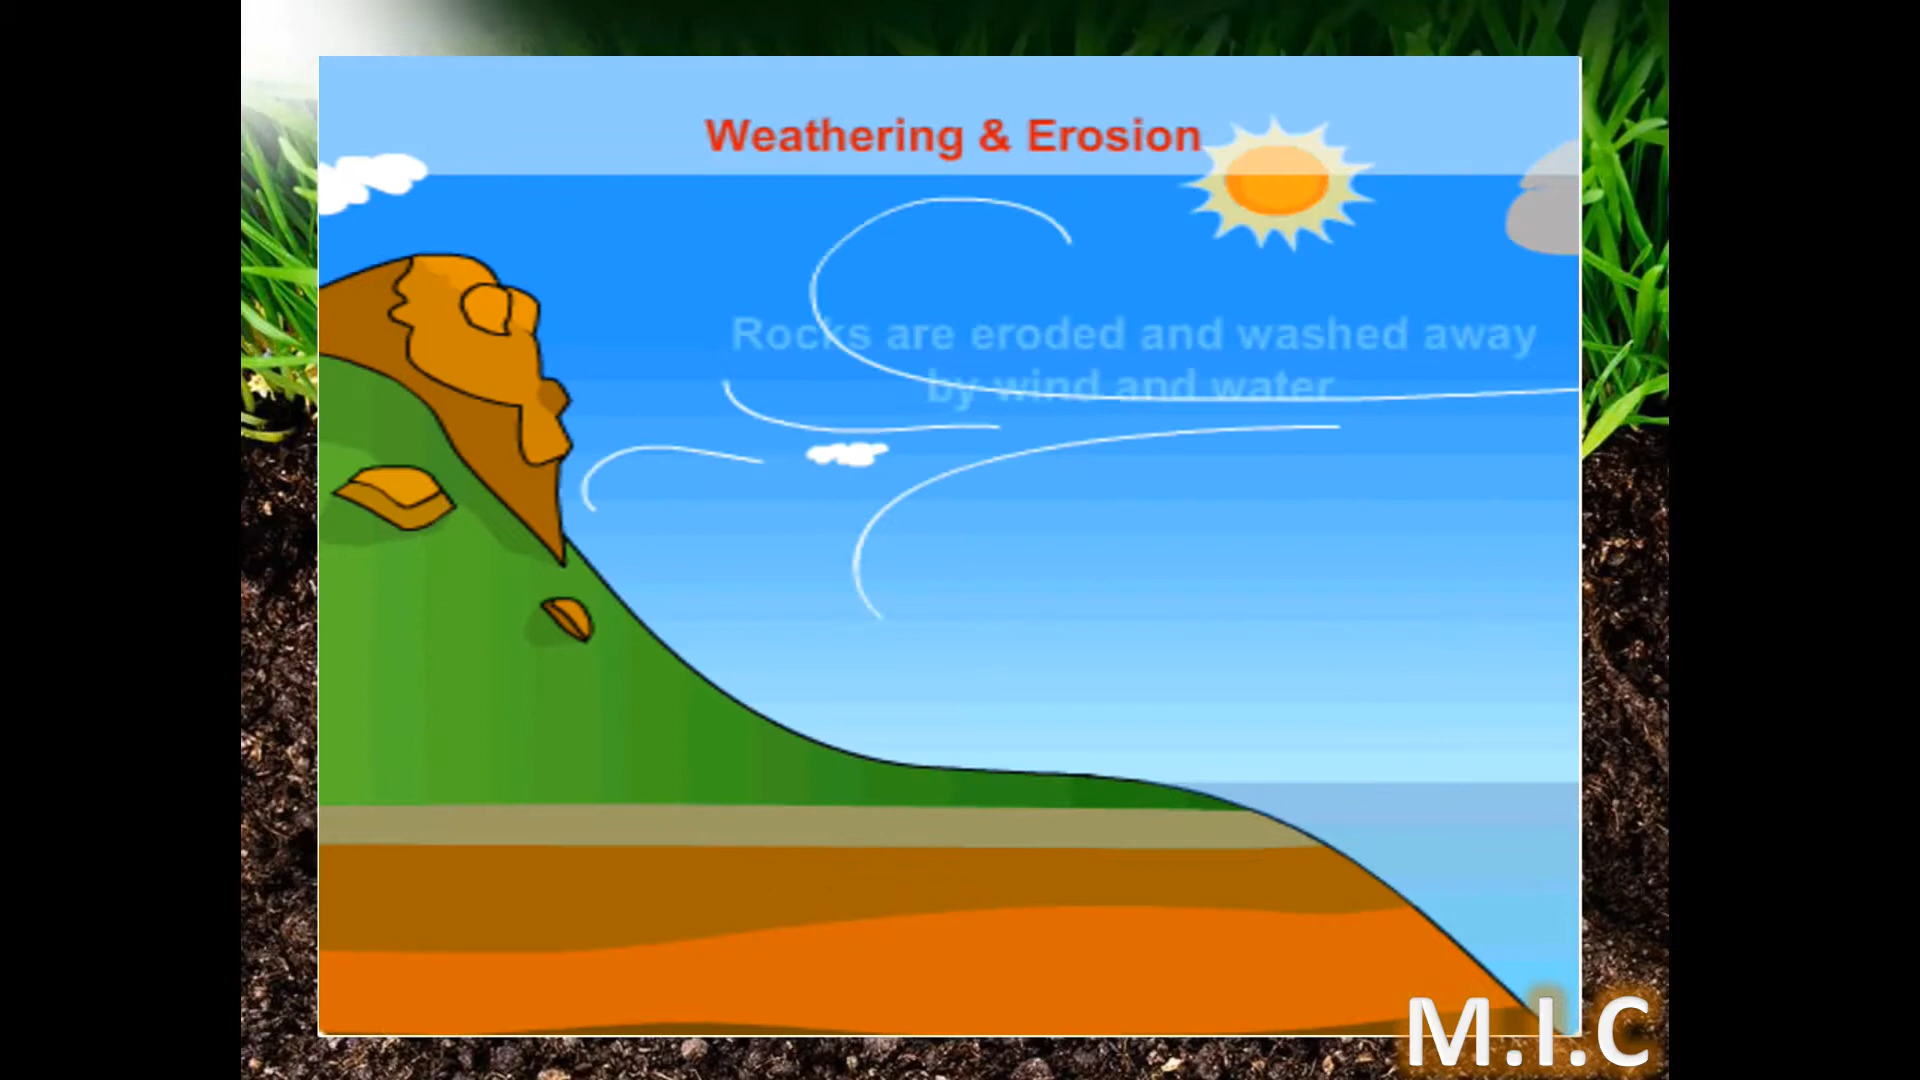 Weathering & Erosion
Rocks are eroded and washed away
by wind and water
M.I.C